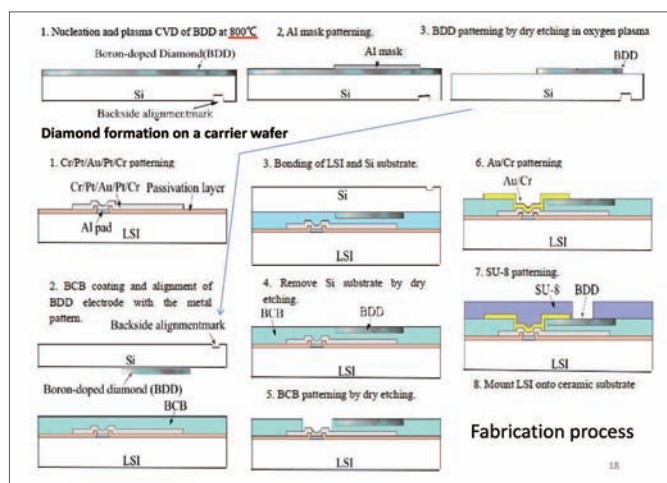 1. Nucleation and plasma CVD of BDD at 800℃
Boron-doped Diamond(BDD)
Si
Backside alignmentmark
2, Al mask patterning.
Al mask
Si
3. BDD patterning by dry etching in oxygen plasma
BDD
Si
Diamond formation on a carrier wafer
1. Cr/Pt/Au/Pt/Cr patterning
Cr/Pt/Au/Pt/Cr
Passivation layer
Al pad
LSI
2. BCB coating and alignment of
BDD electrode with the metal
pattern.
Backside alignmentmark
Si
Boron-doped diamond (BDD)
BCB
LSI
3. Bonding of LSI and Si substrate.
Si
LSI
4. Remove Si substrate by dry
etching.
BCB
BDD
LSI
5. BCB patterning by dry etching.
LSI
6. Au/Cr patterning
Au/Cr
LSI
7. SU-8 patterning.
SU-8
BDD
LSI
8. Mount LSI onto ceramic substrate
Fabrication process
18